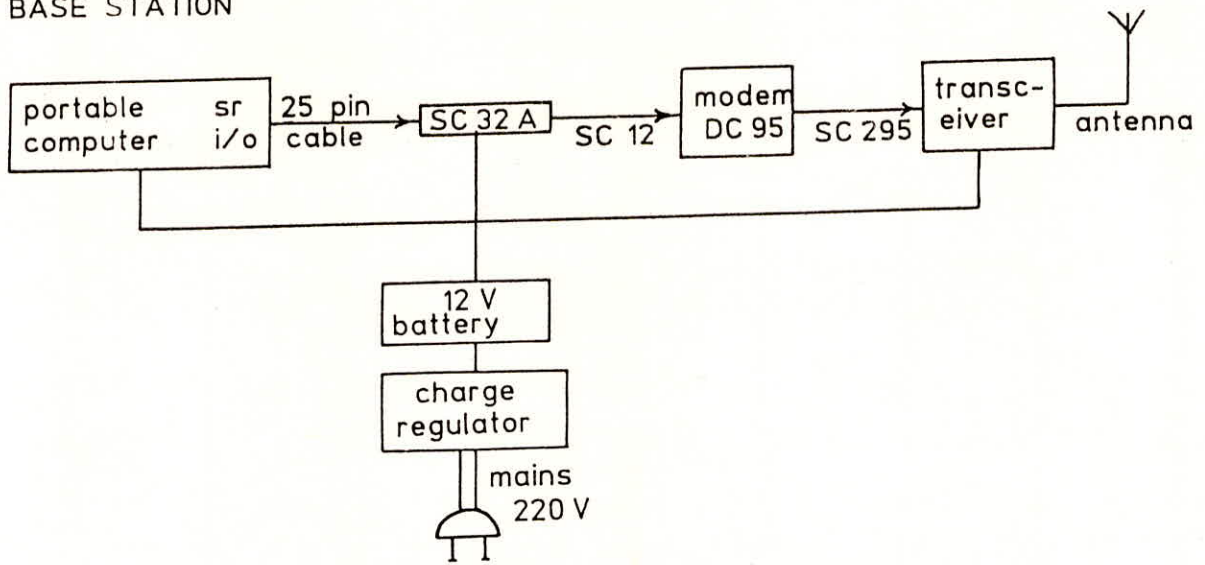 BASE STATION
portable sr
computer i/o
25 pin
cable
SC 32 A
SC 12
modem
DC 95
SC 295
transc-
eiver
antenna
12 V
battery
charge
regulator
mains
220 V